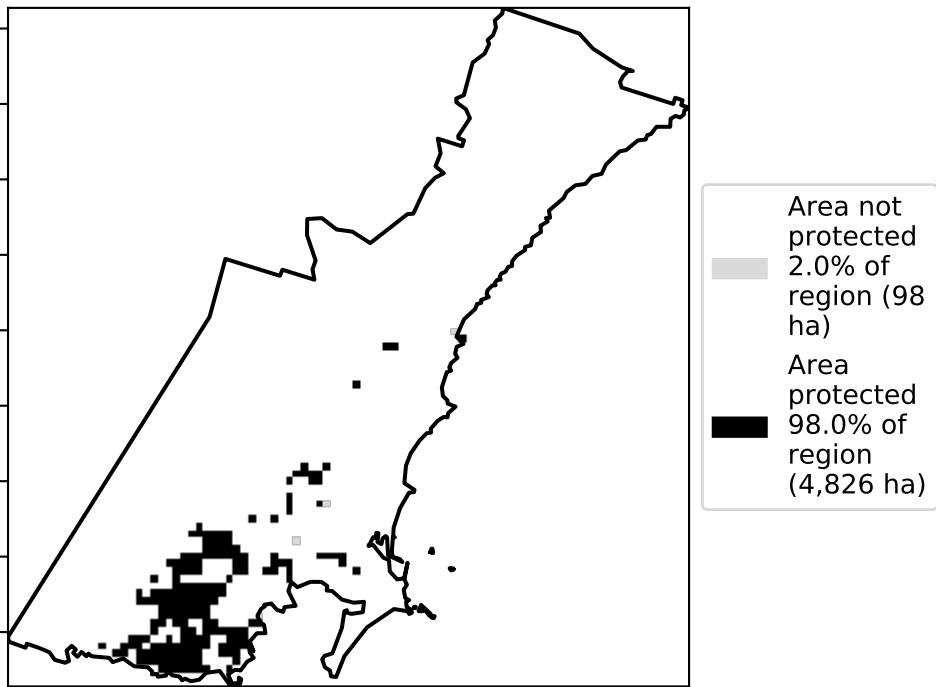 Area not
protected
2.0% of
region (98
ha)
Area
protected
98.0% of
region
(4,826 ha)